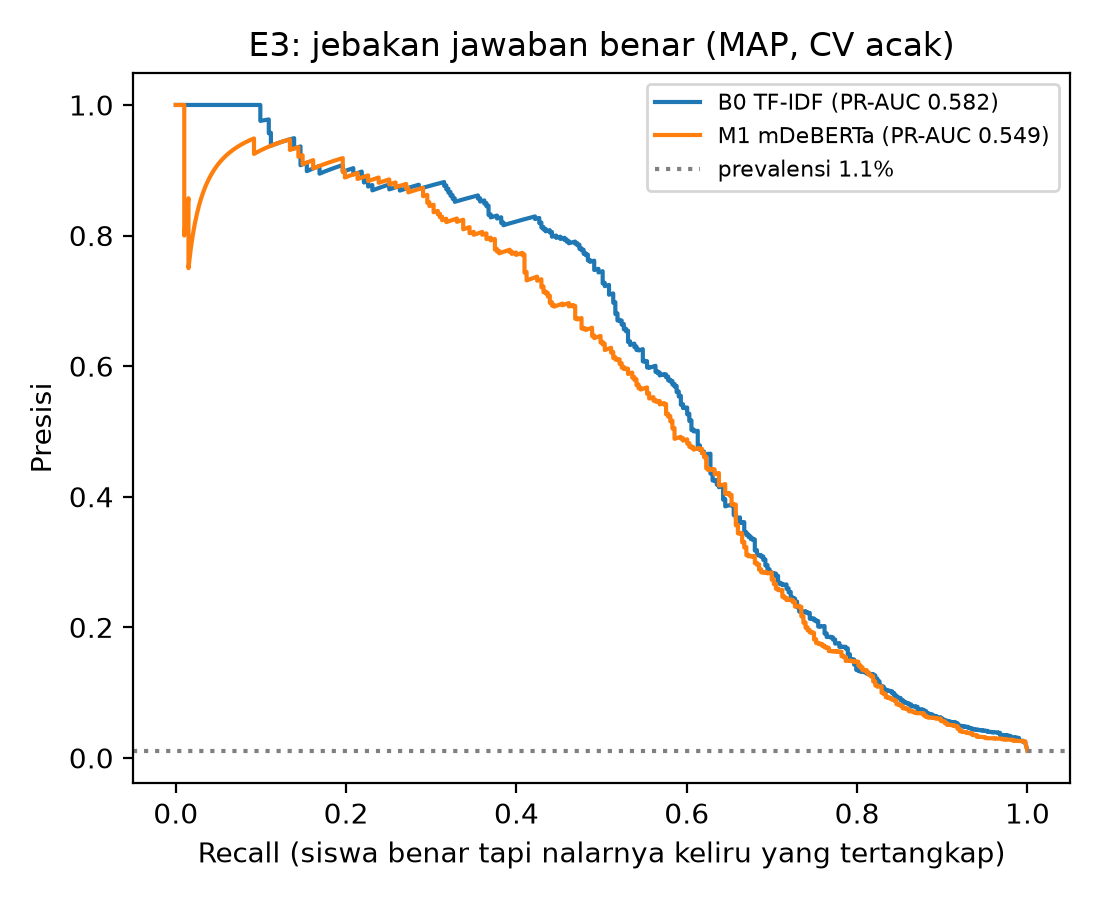 E3: jebakan jawaban benar (MAP, CV acak)
B0 TF-IDF (PR-AUC 0.582)
M1 mDeBERTa (PR-AUC 0.549)
prevalensi 1.1%
Presisi
1.0
0.8
0.6
0.4
0.2
0.0
0.0 0.2 0.4 0.6 0.8 1.0
Recall (siswa benar tapi nalarnya keliru yang tertangkap)